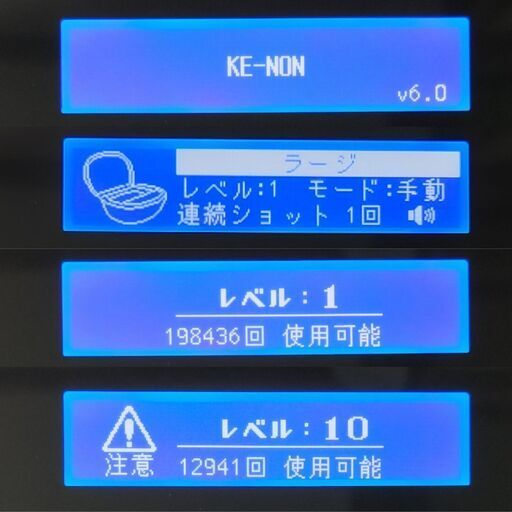 KE-NON
v6.0
ラージ
レベル:1 モード:手動
連続ショット 1回
レベル:1
198436回 使用可能
レベル:10
注意 12941回 使用可能